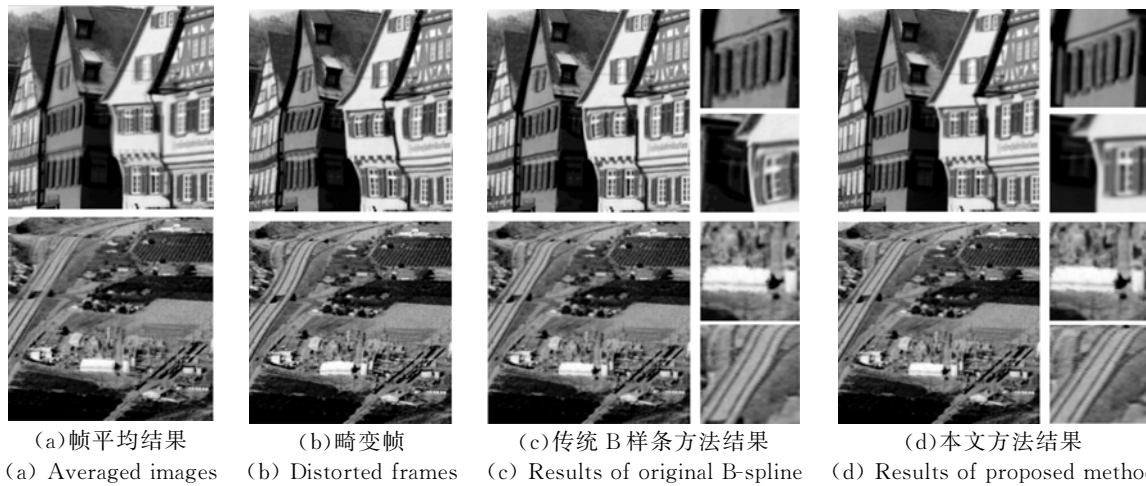 (a)帧平均结果
(b)畸变帧
(c)传统 B 样条方法结果
(d)本文方法结果
(a) Averaged images
(b) Distorted frames
(c) Results of original B-spline
(d) Results of proposed metho